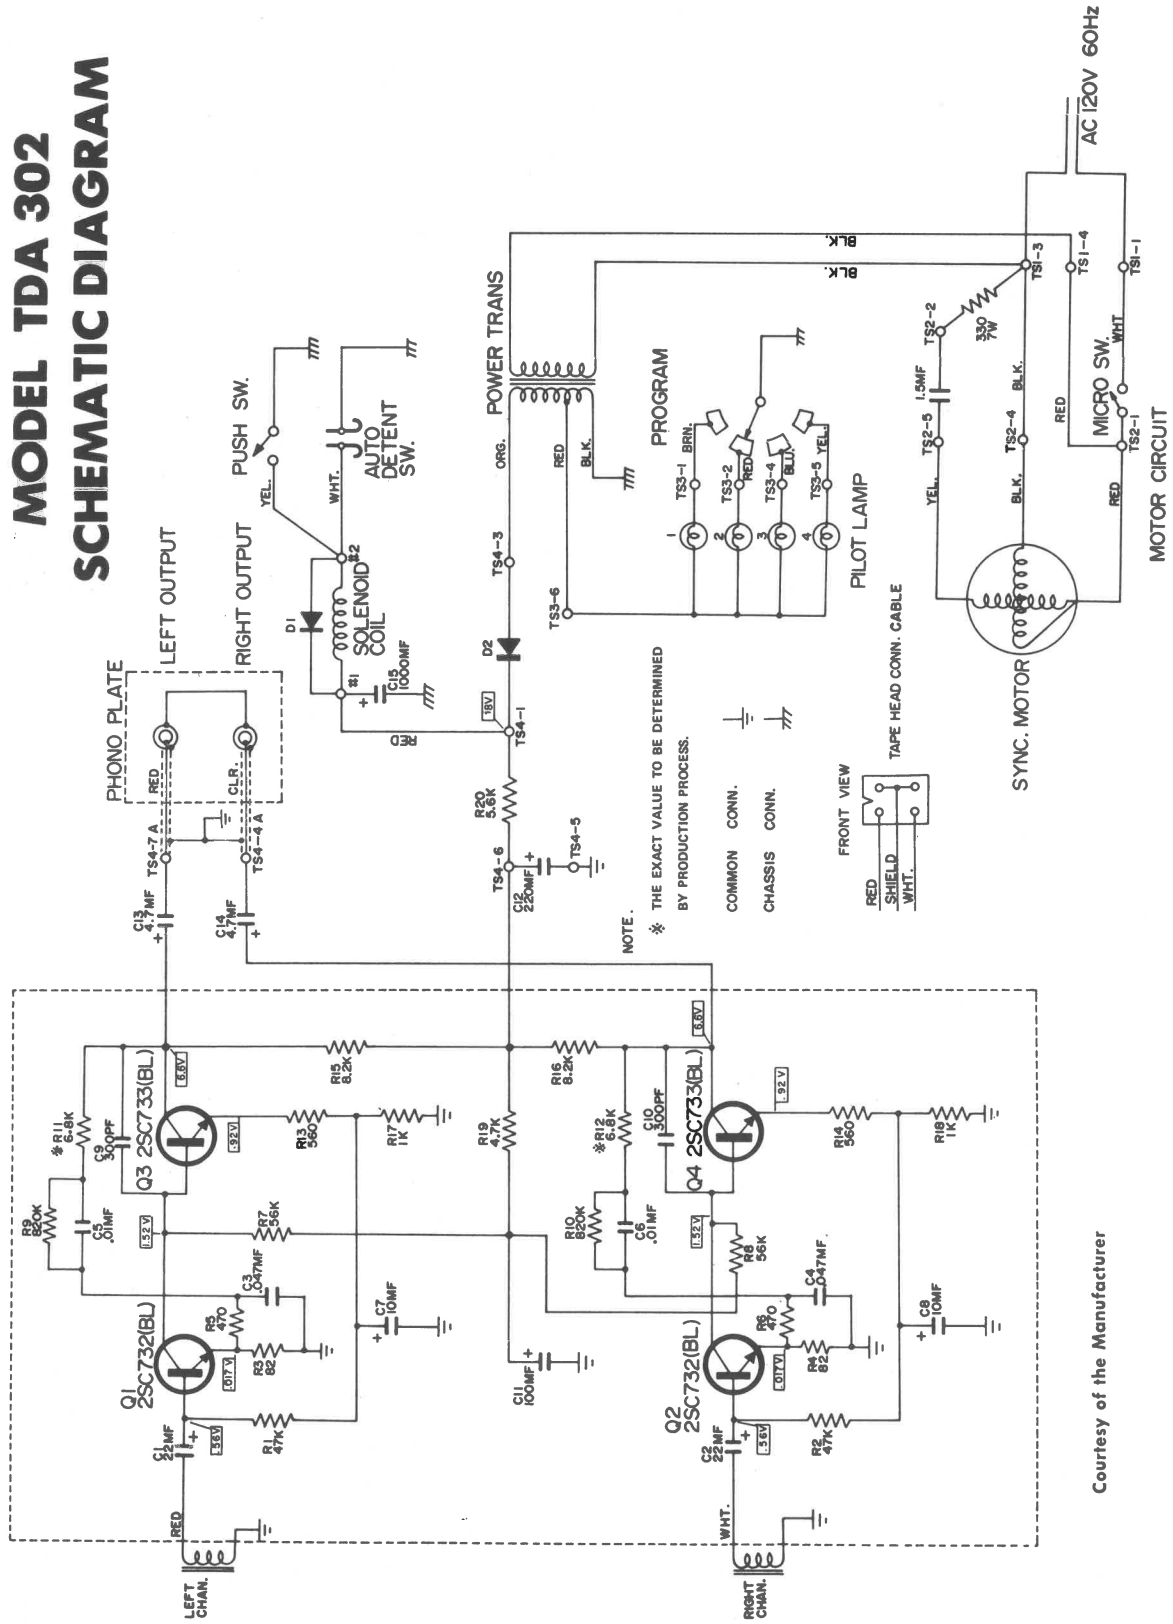 MODEL TDA 302
SCHEMATIC DIAGRAM
LEFT CHAN.
RED
C1
22MF
+
.56V
R1
47K
Q1
2SC732(BL)
.017V
R3
82
R5
470
C3
.047MF
R9
820K
C5
.01MF
※R11
6.8K
C9
300PF
1.52V
R7
56K
C7
10MF
+
Q3 2SC733(BL)
6.6V
.92V
R13
560
R17
1K
R15
8.2K
C13
4.7MF
+
C14
4.7MF
+
TS4-7A
TS4-4A
RED
CLR.
PHONO PLATE
LEFT OUTPUT
RIGHT OUTPUT
PUSH SW.
YEL.
WHT.
AUTO
DETENT
SW.
D1
#2
SOLENOID
COIL
#1
+
C15
1000MF
RED
C11
100MF
+
R19
4.7K
TS4-6
C12
220MF
+
TS4-5
R20
5.6K
18V
TS4-1
D2
TS4-3
ORG.
RED
BLK.
POWER TRANS
BLK.
BLK.
TS3-6
PROGRAM
BRN.
RED
BLU.
YEL.
TS3-1
TS3-2
TS3-4
TS3-5
1
2
3
4
PILOT LAMP
RIGHT CHAN.
WHT.
C2
22MF
+
.56V
R2
47K
Q2
2SC732(BL)
.017V
R4
82
R6
470
C4
.047MF
R10
820K
C6
.01MF
※R12
6.8K
C10
300PF
1.52V
R8
56K
C8
10MF
+
Q4 2SC733(BL)
6.6V
.92V
R14
560
R18
1K
R16
8.2K
NOTE.
※ THE EXACT VALUE TO BE DETERMINED
BY PRODUCTION PROCESS.
COMMON CONN.
CHASSIS CONN.
FRONT VIEW
RED
SHIELD
WHT.
TAPE HEAD CONN. CABLE
SYNC. MOTOR
YEL.
BLK.
RED
TS2-5
TS2-4
TS2-1
1.5MF
TS2-2
330
7W
BLK.
RED
MICRO SW.
WHT
TS1-3
TS1-4
TS1-1
AC 120V 60Hz
MOTOR CIRCUIT
Courtesy of the Manufacturer